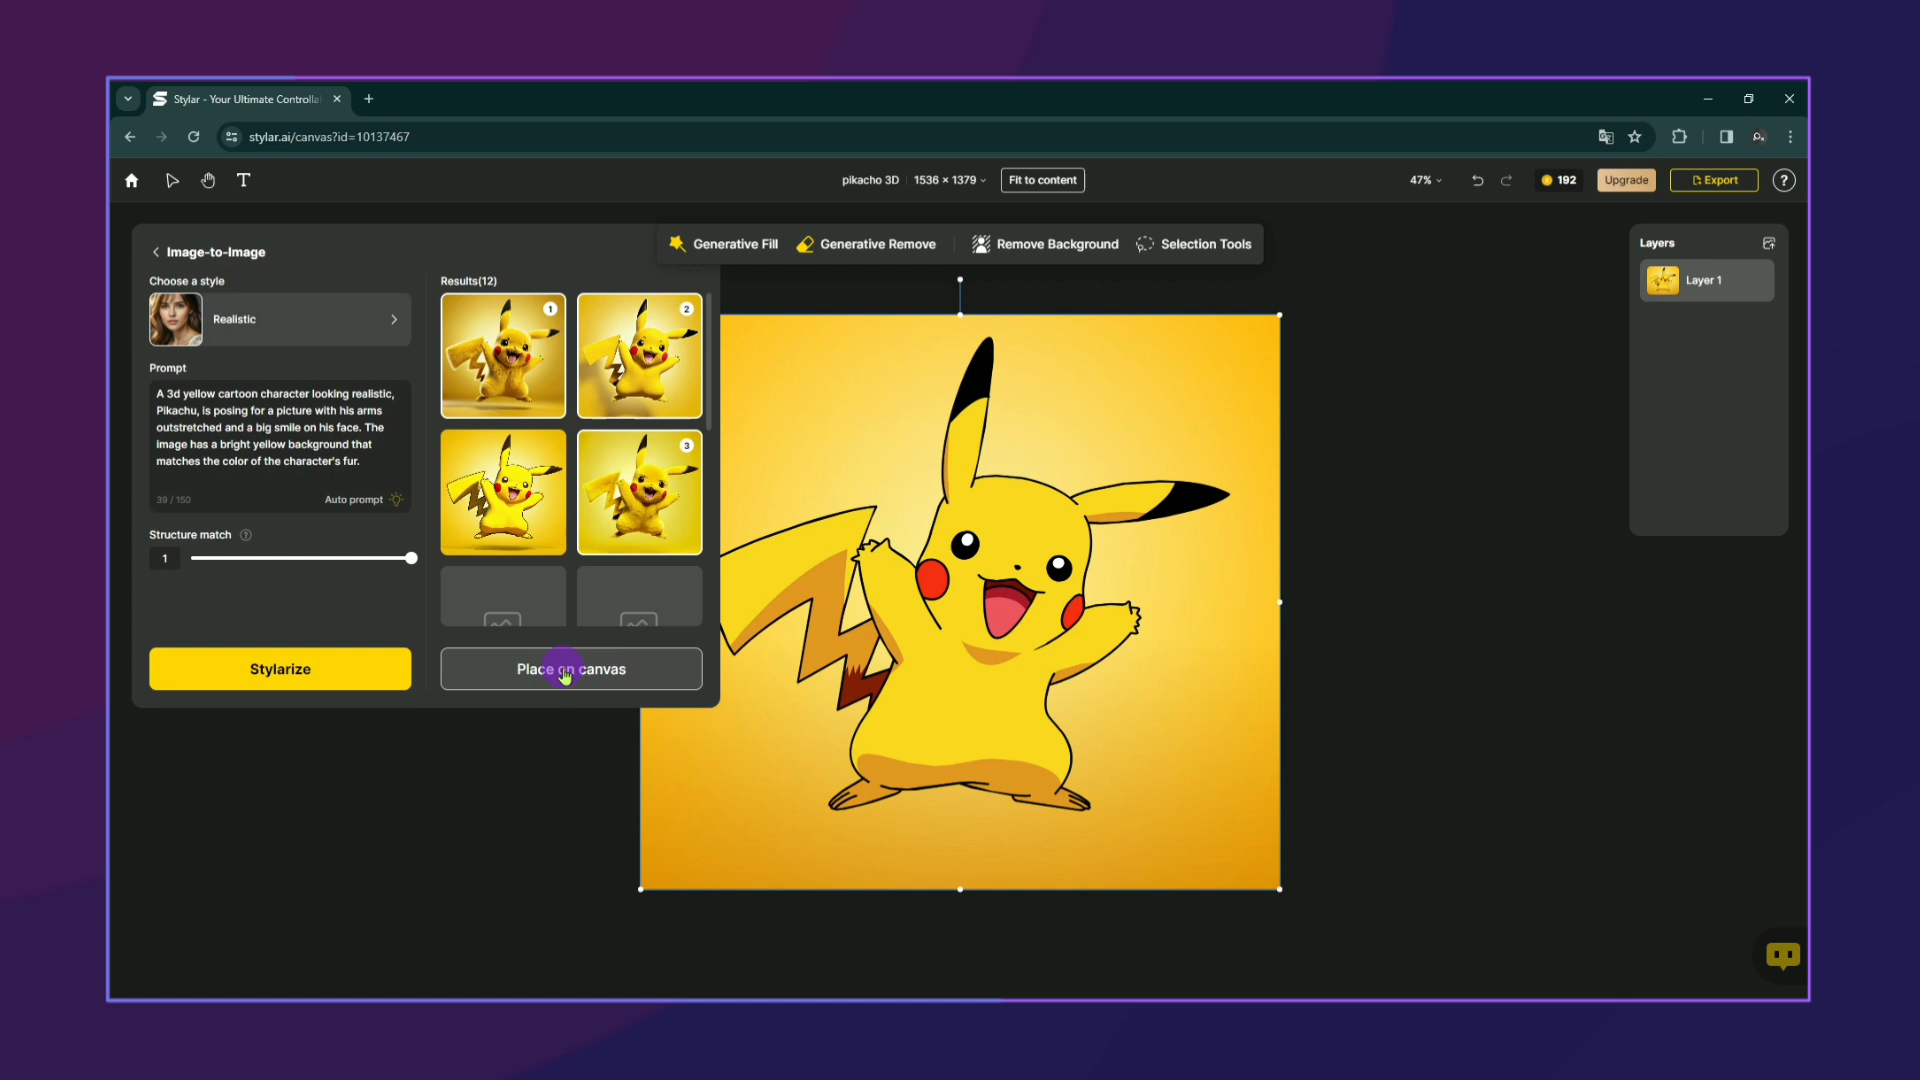 Stylar - Your Ultimate Controlla
stylar.ai/canvas?id=10137467
T
pikacho 3D
1536 × 1379
Fit to content
47%
192
Upgrade
Export
?
Image-to-Image
Generative Fill
Generative Remove
Remove Background
Selection Tools
Layers
Layer 1
Choose a style
Realistic
Prompt
A 3d yellow cartoon character looking realistic,
Pikachu, is posing for a picture with his arms
outstretched and a big smile on his face. The
image has a bright yellow background that
matches the color of the character's fur.
39 / 150
Auto prompt
Structure match ?
1
Stylarize
Results(12)
1
2
3
Place on canvas